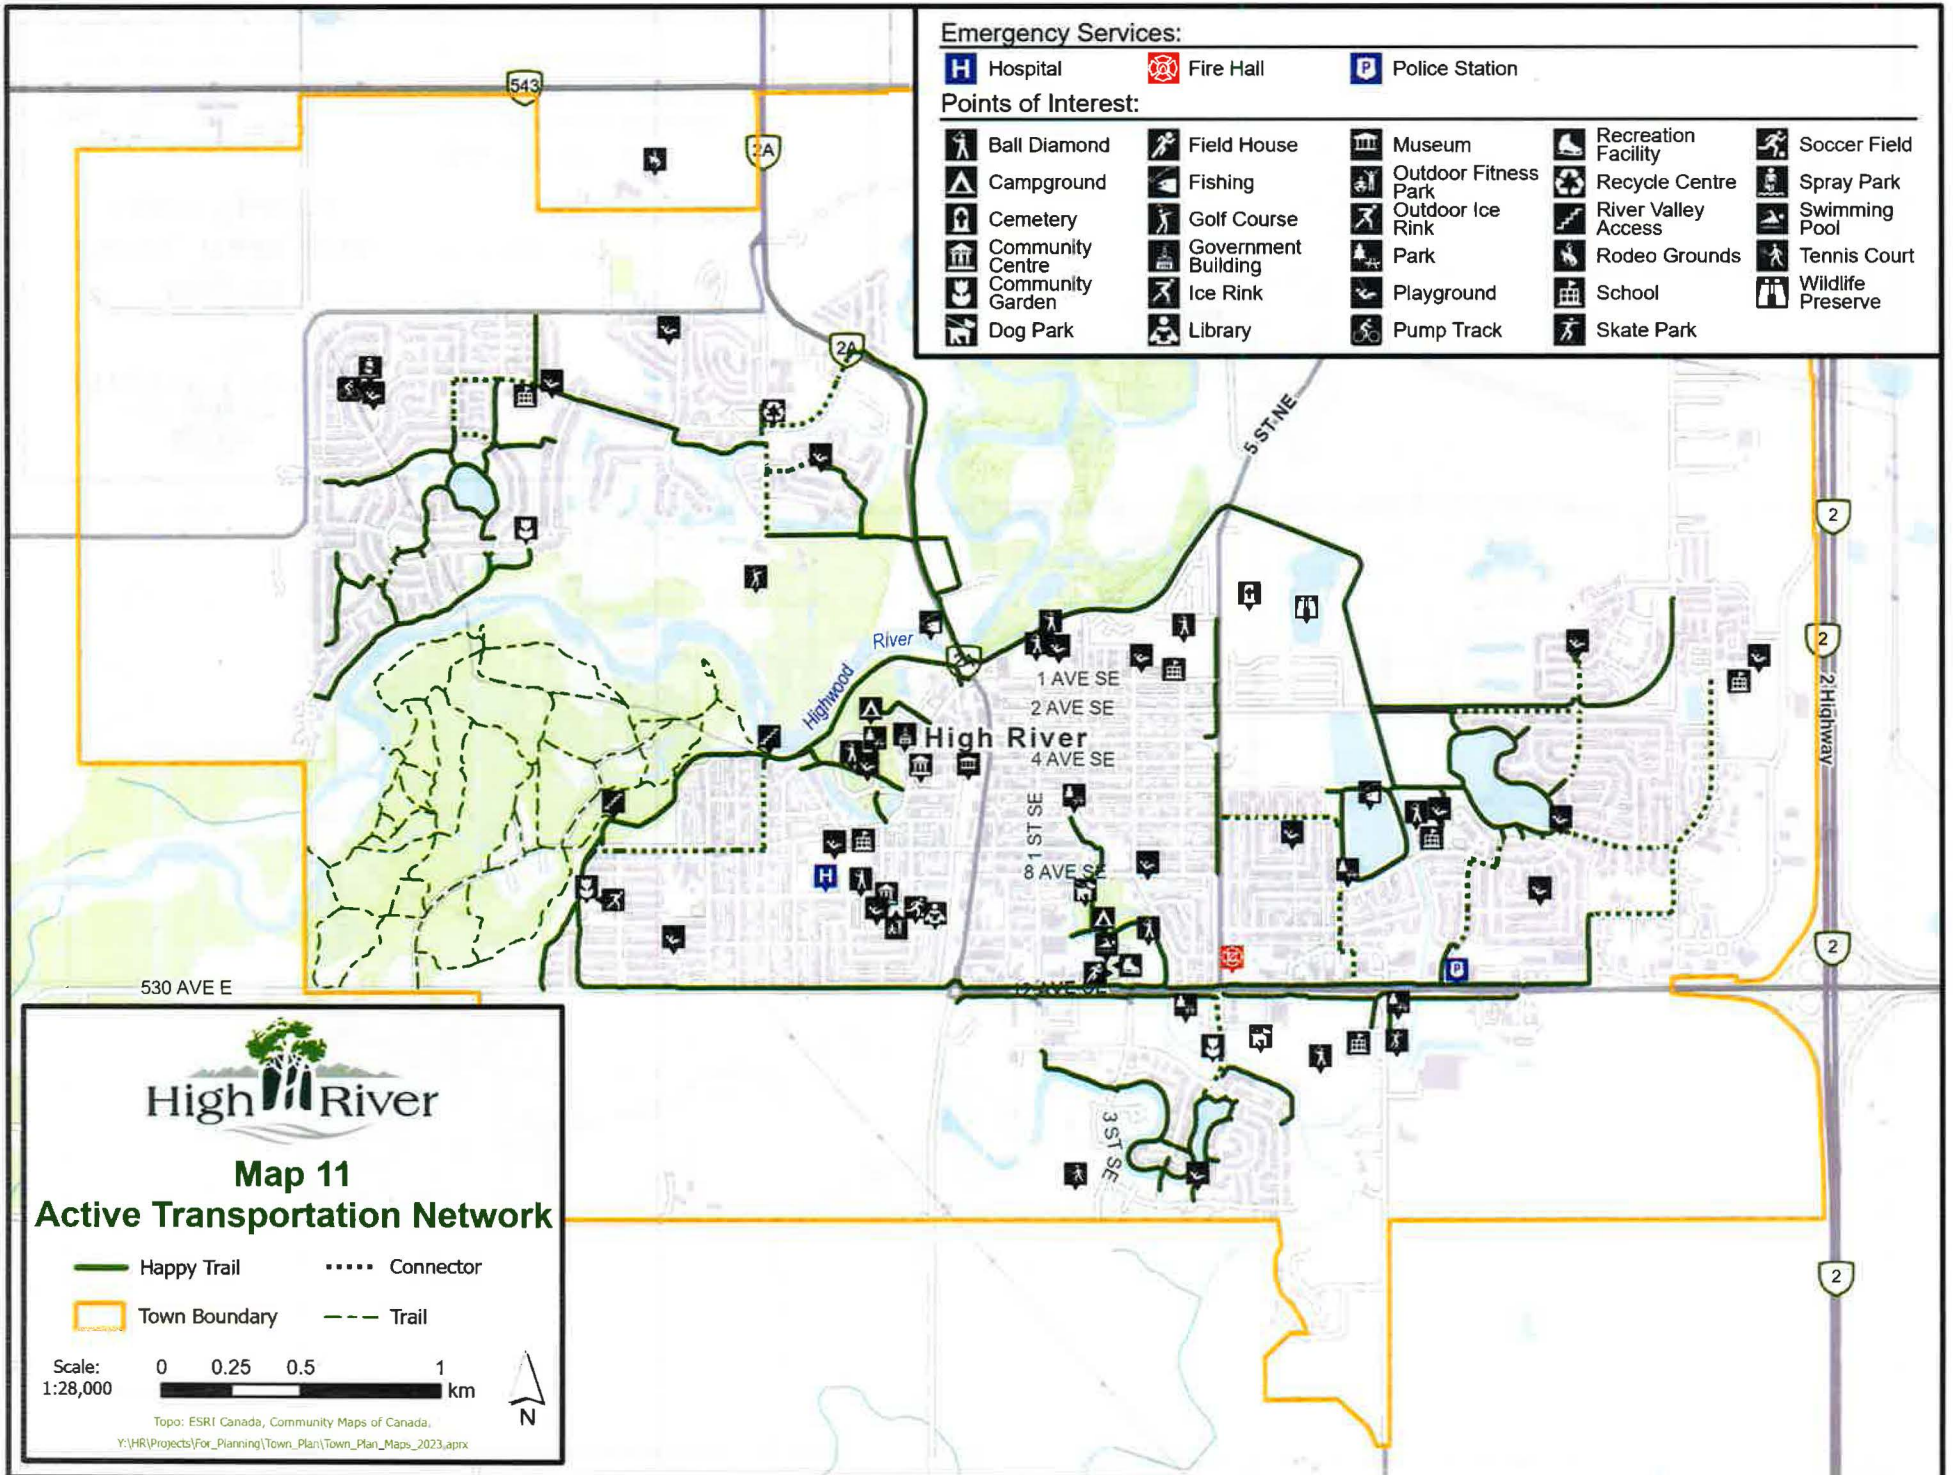 Emergency Services:
H Hospital
Fire Hall
P Police Station
Points of Interest:
Ball Diamond
Field House
Museum
Recreation Facility
Soccer Field
Campground
Fishing
Outdoor Fitness Park
Recycle Centre
Spray Park
Cemetery
Golf Course
Outdoor Ice Rink
River Valley Access
Swimming Pool
Community Centre
Government Building
Park
Rodeo Grounds
Tennis Court
Community Garden
Ice Rink
Playground
School
Wildlife Preserve
Dog Park
Library
Pump Track
Skate Park
543
2A
2A
5 ST NE
2
2
2 Highway
River
Highwood
2A
1 AVE SE
2 AVE SE
High River
4 AVE SE
1 ST SE
8 AVE SE
H
P
2
530 AVE E
12 AVE SE
3 ST SE
2
High River
Map 11
Active Transportation Network
Happy Trail
Connector
Town Boundary
Trail
Scale:
1:28,000
0 0.25 0.5 1
km
N
Topo: ESRI Canada, Community Maps of Canada,
Y:\HR\Projects\For_Planning\Town_Plan\Town_Plan_Maps_2023.aprx